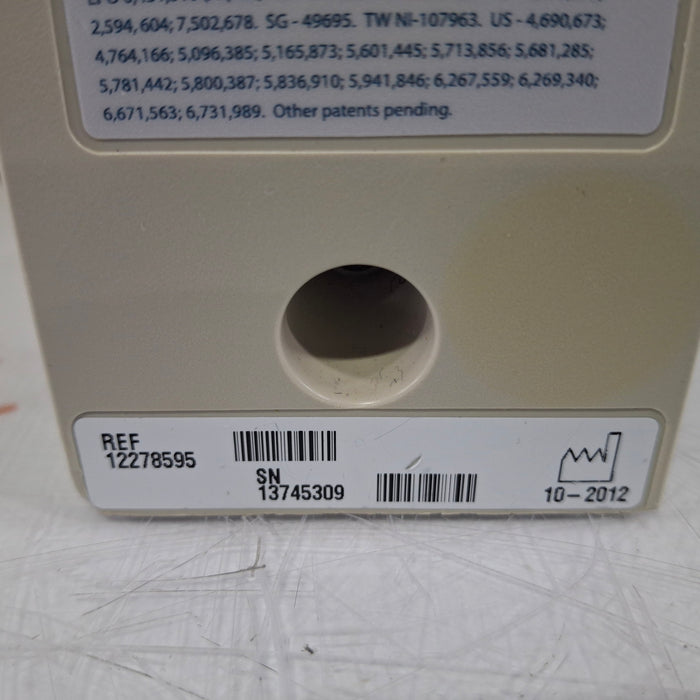 2,594,604; 7,502,678. SG - 49695. TW NI-107963. US - 4,690,673;
4,764,166; 5,096,385; 5,165,873; 5,601,445; 5,713,856; 5,681,285;
5,781,442; 5,800,387; 5,836,910; 5,941,846; 6,267,559; 6,269,340;
6,671,563; 6,731,989. Other patents pending.
REF
12278595
SN
13745309
10-2012